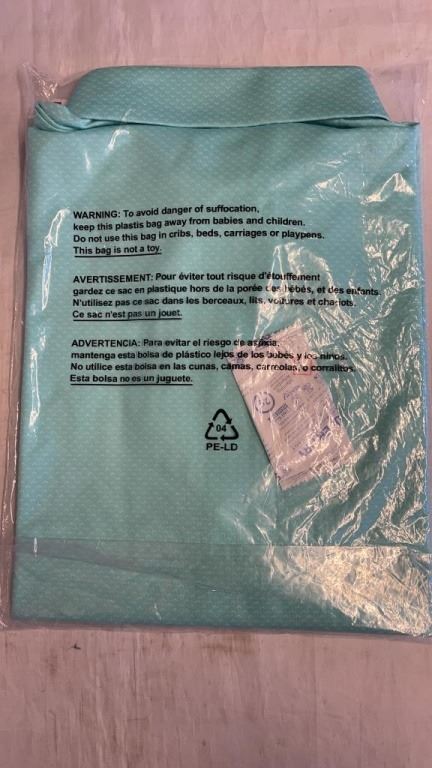 WARNING: To avoid danger of suffocation,
keep this plastis bag away from babies and children.
Do not use this bag in cribs, beds, carriages or playpens.
This bag is not a toy.
AVERTISSEMENT: Pour éviter tout risque d'étouffement
gardez ce sac en plastique hors de la porée des bébés, et des enfants.
N'utilisez pas ce sac dans les berceaux, lits, voitures et chariots.
Ce sac n'est pas un jouet.
ADVERTENCIA: Para evitar el riesgo de asfixia,
mantenga esta bolsa de plástico lejos de los bobés y los ninos.
No utilice esta bolsa en las cunas, camas, carreolas, o corralitos.
Esta bolsa no es un juguete.
04
PE-LD